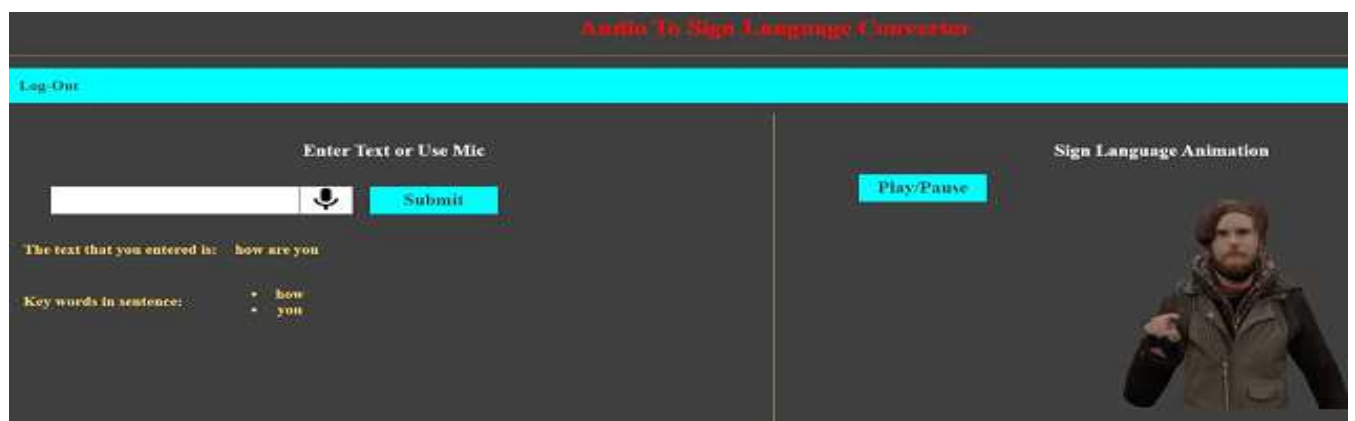 Audio To Sign Language Converter
Log-Out
Enter Text or Use Mic
Submit
The text that you entered is: how are you
Key words in sentence:
• how
• you
Sign Language Animation
Play/Pause